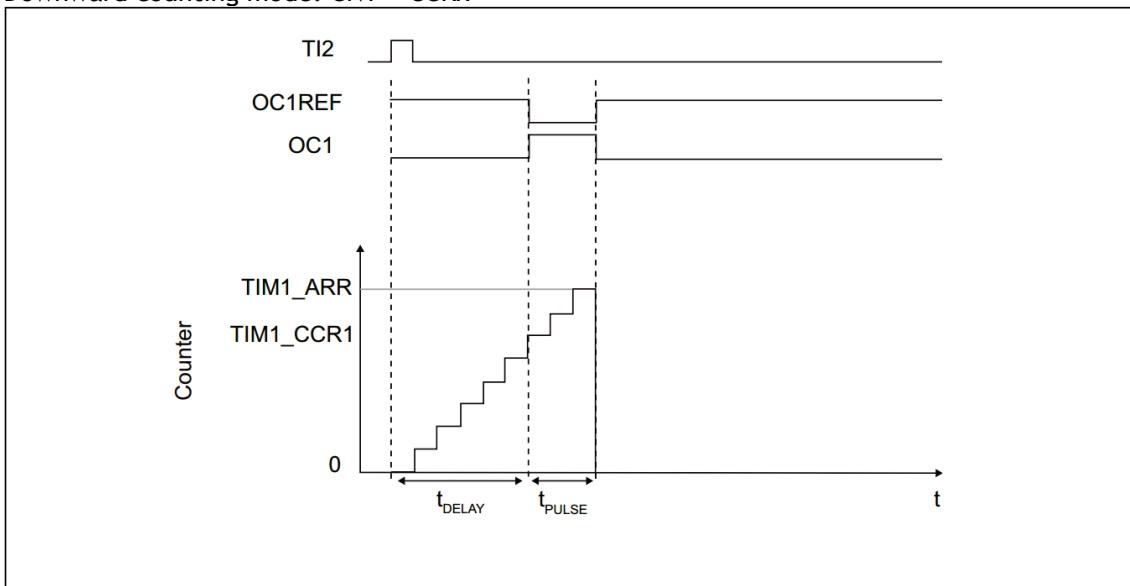 Downward counting mode: CNT > CCRx
TI2
OC1REF
OC1
TIM1_ARR
TIM1_CCR1
Counter
0
tDELAY
tPULSE
t